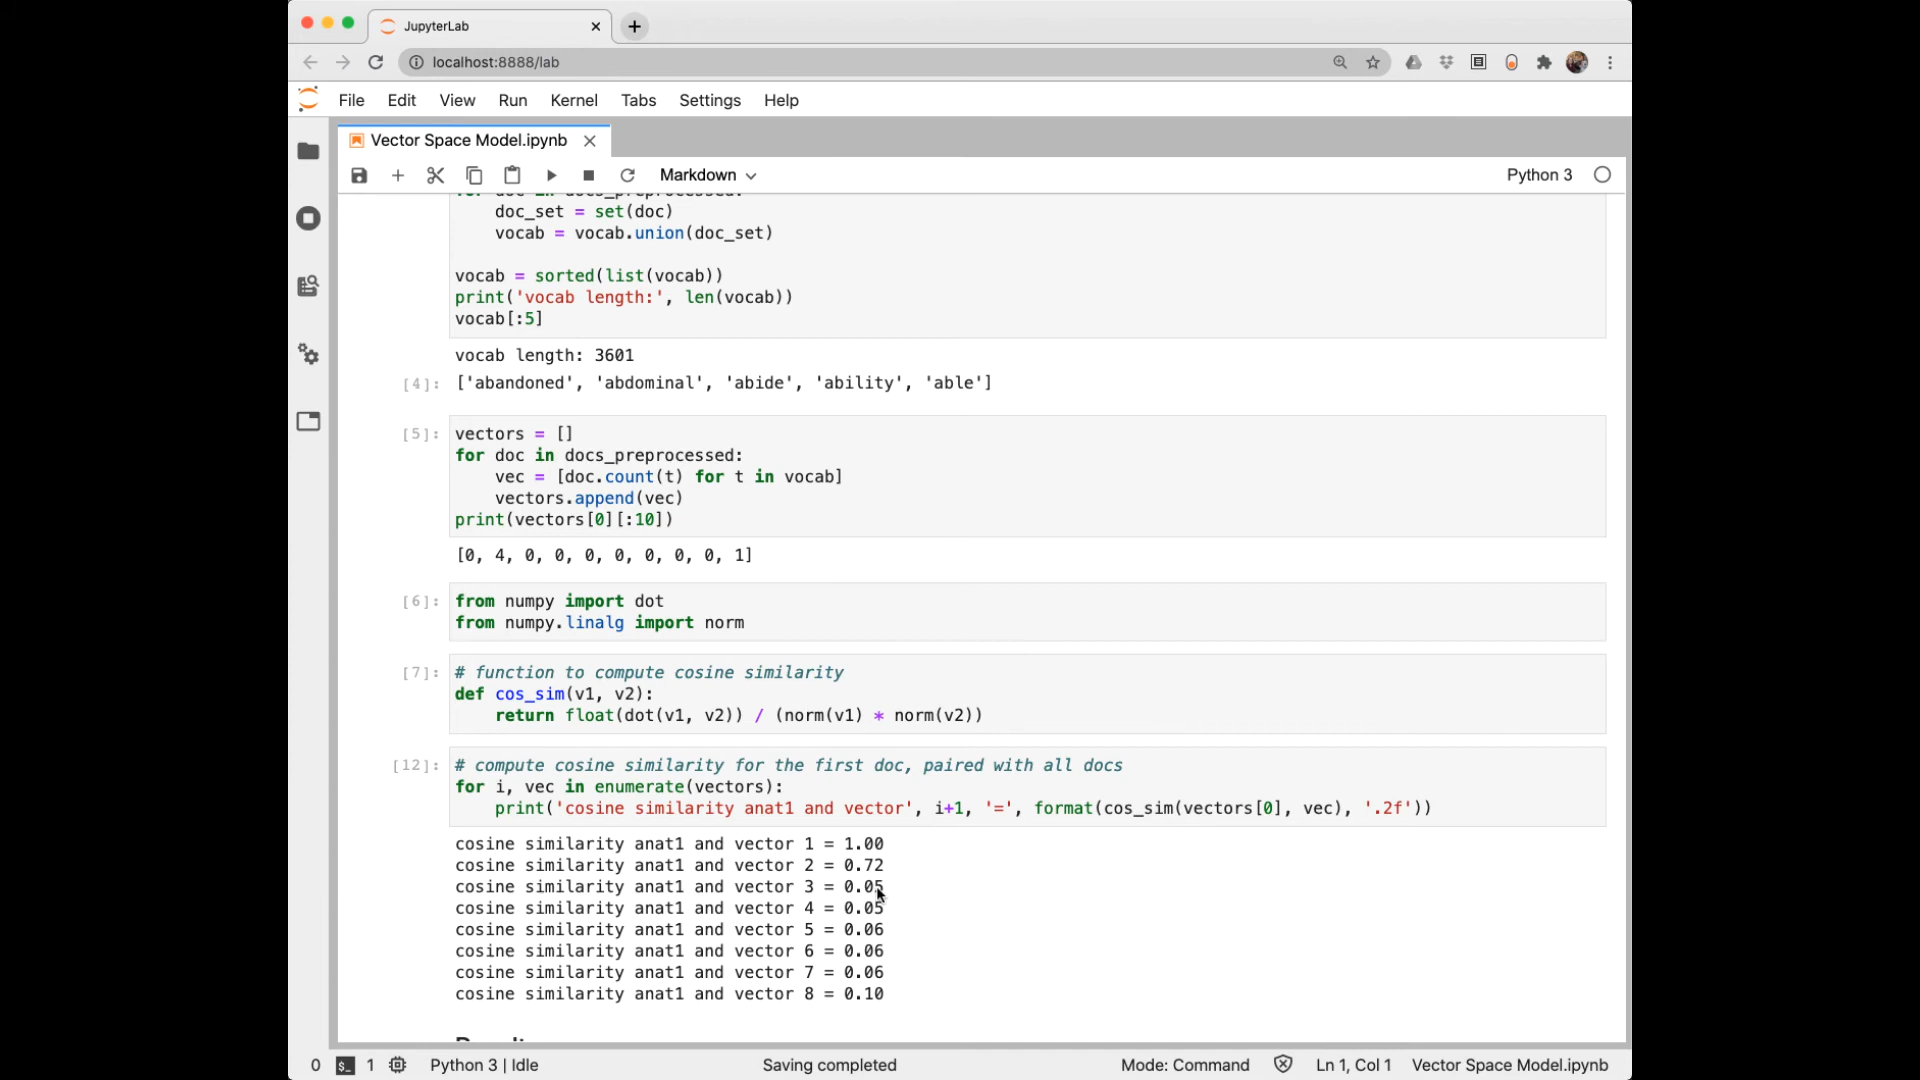 JupyterLab
localhost:8888/lab
File Edit View Run Kernel Tabs Settings Help
Vector Space Model.ipynb
Markdown
Python 3
for doc in docs_preprocessed:
doc_set = set(doc)
vocab = vocab.union(doc_set)
vocab = sorted(list(vocab))
print('vocab length:', len(vocab))
vocab[:5]
vocab length: 3601
[4]: ['abandoned', 'abdominal', 'abide', 'ability', 'able']
[5]: vectors = []
for doc in docs_preprocessed:
vec = [doc.count(t) for t in vocab]
vectors.append(vec)
print(vectors[0][:10])
[0, 4, 0, 0, 0, 0, 0, 0, 0, 1]
[6]: from numpy import dot
from numpy.linalg import norm
[7]: # function to compute cosine similarity
def cos_sim(v1, v2):
return float(dot(v1, v2)) / (norm(v1) * norm(v2))
[12]: # compute cosine similarity for the first doc, paired with all docs
for i, vec in enumerate(vectors):
print('cosine similarity anat1 and vector', i+1, '=', format(cos_sim(vectors[0], vec), '.2f'))
cosine similarity anat1 and vector 1 = 1.00
cosine similarity anat1 and vector 2 = 0.72
cosine similarity anat1 and vector 3 = 0.05
cosine similarity anat1 and vector 4 = 0.05
cosine similarity anat1 and vector 5 = 0.06
cosine similarity anat1 and vector 6 = 0.06
cosine similarity anat1 and vector 7 = 0.06
cosine similarity anat1 and vector 8 = 0.10
0 1 Python 3 | Idle Saving completed Mode: Command Ln 1, Col 1 Vector Space Model.ipynb